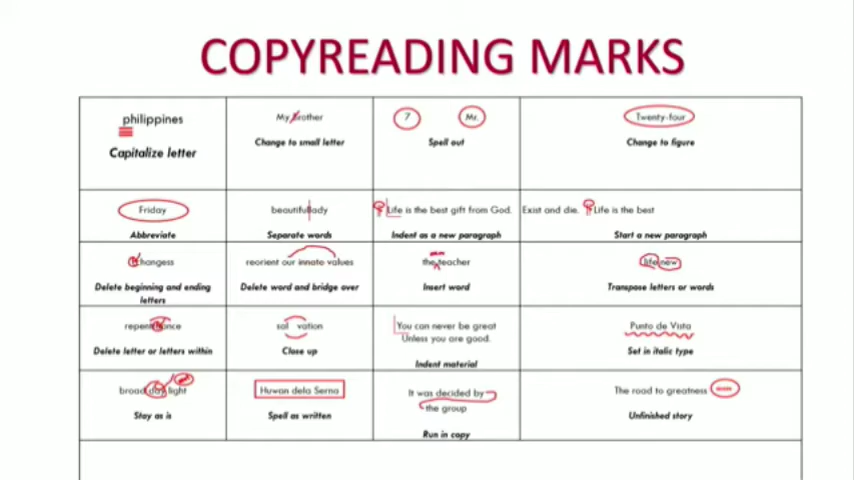 COPYREADING MARKS
philippines
Capitalize letter
My Brother
Change to small letter
7 Mr.
Spell out
Twenty-four
Change to figure
Friday
Abbreviate
beautifullady
Separate words
Life is the best gift from God.
Indent as a new paragraph
Exist and die. Life is the best
Start a new paragraph
hangess
Delete beginning and ending
letters
reorient our innate values
Delete word and bridge over
the teacher
Insert word
life new
Transpose letters or words
Delete letter or letters within
sal vation
Close up
You can never be great
Unless you are good.
Indent material
Punto de Vista
Set in italic type
broad day light
Stay as is
Huwan dela Serna
Spell as written
It was decided by
the group
Run in copy
The road to greatness
Unfinished story